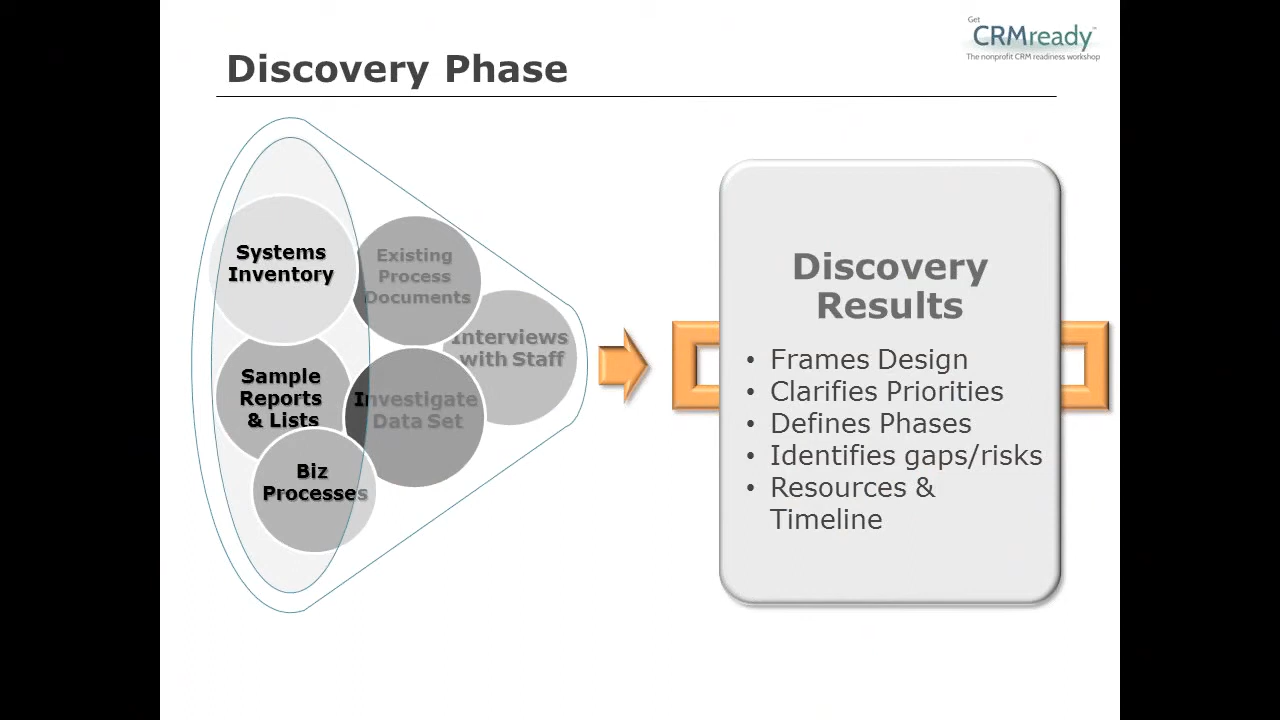 Get
CRMready™
The nonprofit CRM readiness workshop
Discovery Phase
Systems
Inventory
Existing
Process
Documents
Interviews
with Staff
Sample
Reports
& Lists
Investigate
Data Set
Biz
Processes
Discovery
Results
• Frames Design
• Clarifies Priorities
• Defines Phases
• Identifies gaps/risks
• Resources &
Timeline